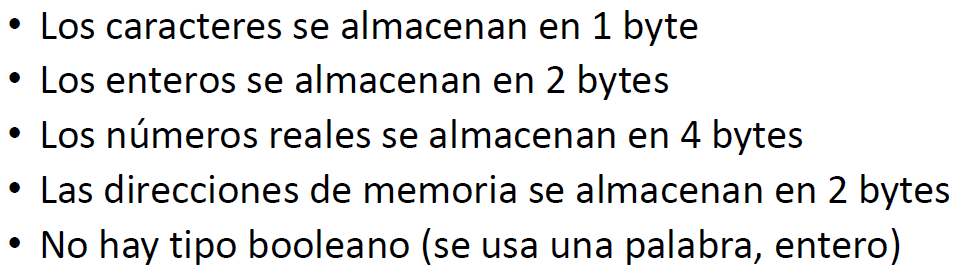 • Los caracteres se almacenan en 1 byte
• Los enteros se almacenan en 2 bytes
• Los números reales se almacenan en 4 bytes
• Las direcciones de memoria se almacenan en 2 bytes
• No hay tipo booleano (se usa una palabra, entero)